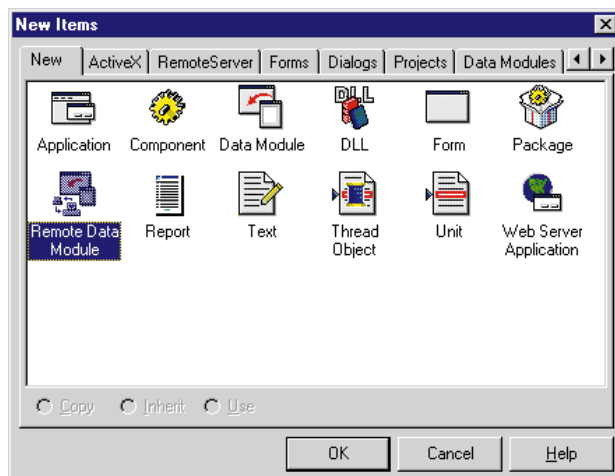 New Items
New ActiveX RemoteServer Forms Dialogs Projects Data Modules
DLL
Application Component Data Module DLL Form Package
Remote Data Module Report Text Thread Object Unit Web Server Application
Copy Inherit Use
OK Cancel Help